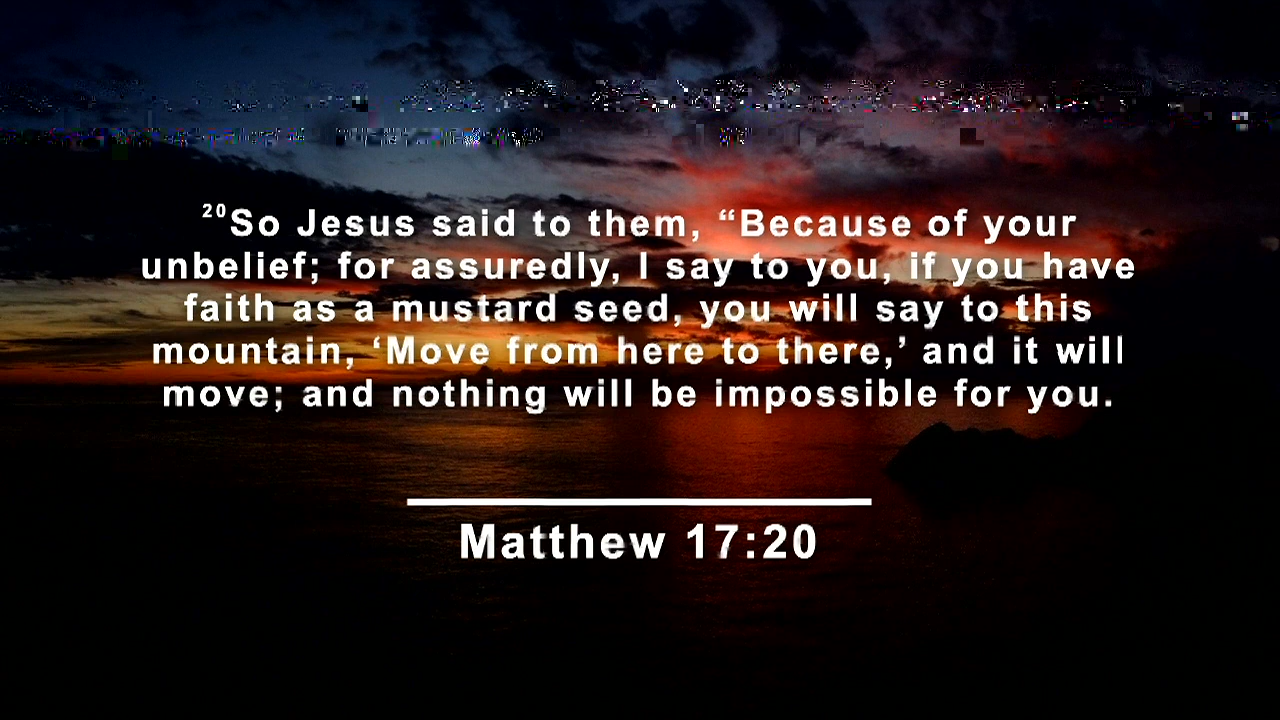 ²⁰So Jesus said to them, “Because of your
unbelief; for assuredly, I say to you, if you have
faith as a mustard seed, you will say to this
mountain, ‘Move from here to there,’ and it will
move; and nothing will be impossible for you.
Matthew 17:20